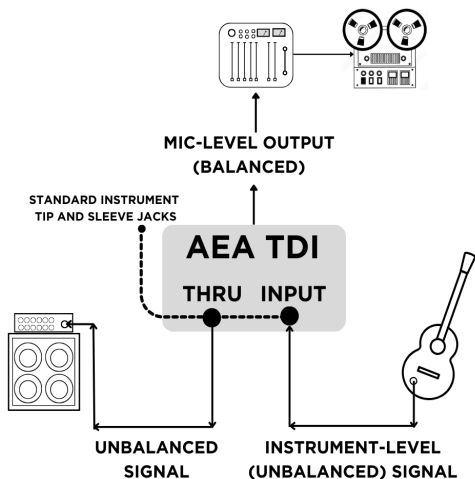 MIC-LEVEL OUTPUT
(BALANCED)
STANDARD INSTRUMENT
TIP AND SLEEVE JACKS
AEA TDI
THRU INPUT
UNBALANCED
SIGNAL
INSTRUMENT-LEVEL
(UNBALANCED) SIGNAL